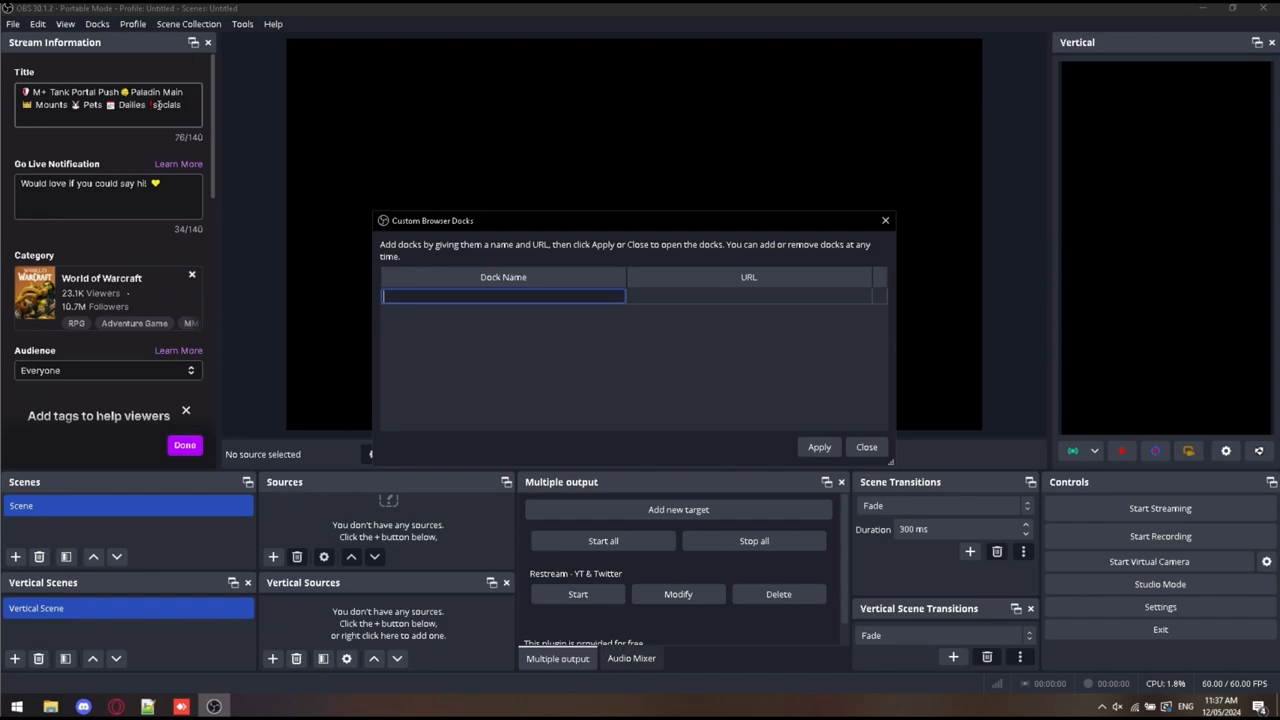 OBS 30.1.2 - Portable Mode - Profile: Untitled - Scenes: Untitled
File Edit View Docks Profile Scene Collection Tools Help
Stream Information
Title
M+ Tank Portal Push Paladin Main
Mounts Pets Dailies !socials
76/140
Go Live Notification Learn More
Would love if you could say hi!
34/140
Category
World of Warcraft
23.1K Viewers
10.7M Followers
RPG Adventure Game MM
Audience Learn More
Everyone
Add tags to help viewers
Done
Custom Browser Docks
Add docks by giving them a name and URL, then click Apply or Close to open the docks. You can add or remove docks at any
time.
Dock Name URL
Apply Close
No source selected
Vertical
Scenes
Scene
Sources
You don't have any sources.
Click the + button below,
Multiple output
Add new target
Start all Stop all
Restream - YT & Twitter
Start Modify Delete
This plugin is provided for free
Multiple output Audio Mixer
Scene Transitions
Fade
Duration 300 ms
Controls
Start Streaming
Start Recording
Start Virtual Camera
Studio Mode
Settings
Exit
Vertical Scenes
Vertical Scene
Vertical Sources
You don't have any sources.
Click the + button below,
or right click here to add one.
Vertical Scene Transitions
Fade
00:00:00 00:00:00 CPU: 1.8% 60.00 / 60.00 FPS
ENG
11:37 AM
12/05/2024
4